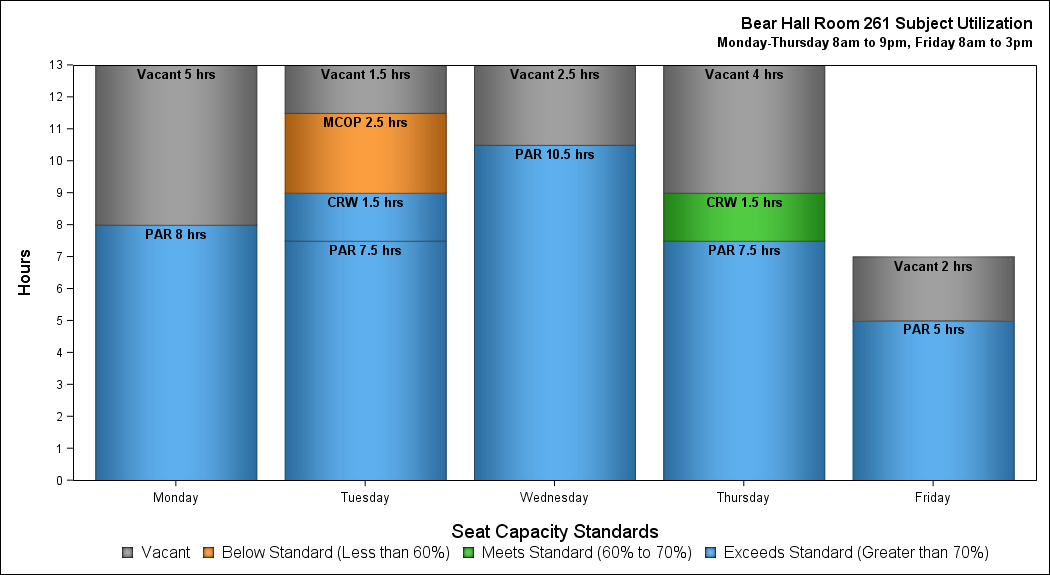 Bear Hall Room 261 Subject Utilization
Monday-Thursday 8am to 9pm, Friday 8am to 3pm
Hours
13
12
11
10
9
8
7
6
5
4
3
2
1
0
Vacant 5 hrs
PAR 8 hrs
Vacant 1.5 hrs
MCOP 2.5 hrs
CRW 1.5 hrs
PAR 7.5 hrs
Vacant 2.5 hrs
PAR 10.5 hrs
Vacant 4 hrs
CRW 1.5 hrs
PAR 7.5 hrs
Vacant 2 hrs
PAR 5 hrs
Monday Tuesday Wednesday Thursday Friday
Seat Capacity Standards
Vacant Below Standard (Less than 60%) Meets Standard (60% to 70%) Exceeds Standard (Greater than 70%)